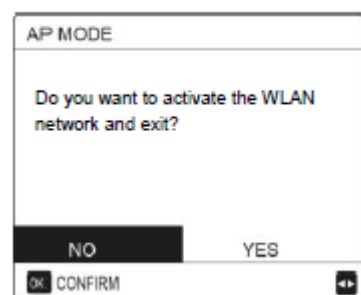 AP MODE
Do you want to activate the WLAN
network and exit?
NO YES
OK CONFIRM